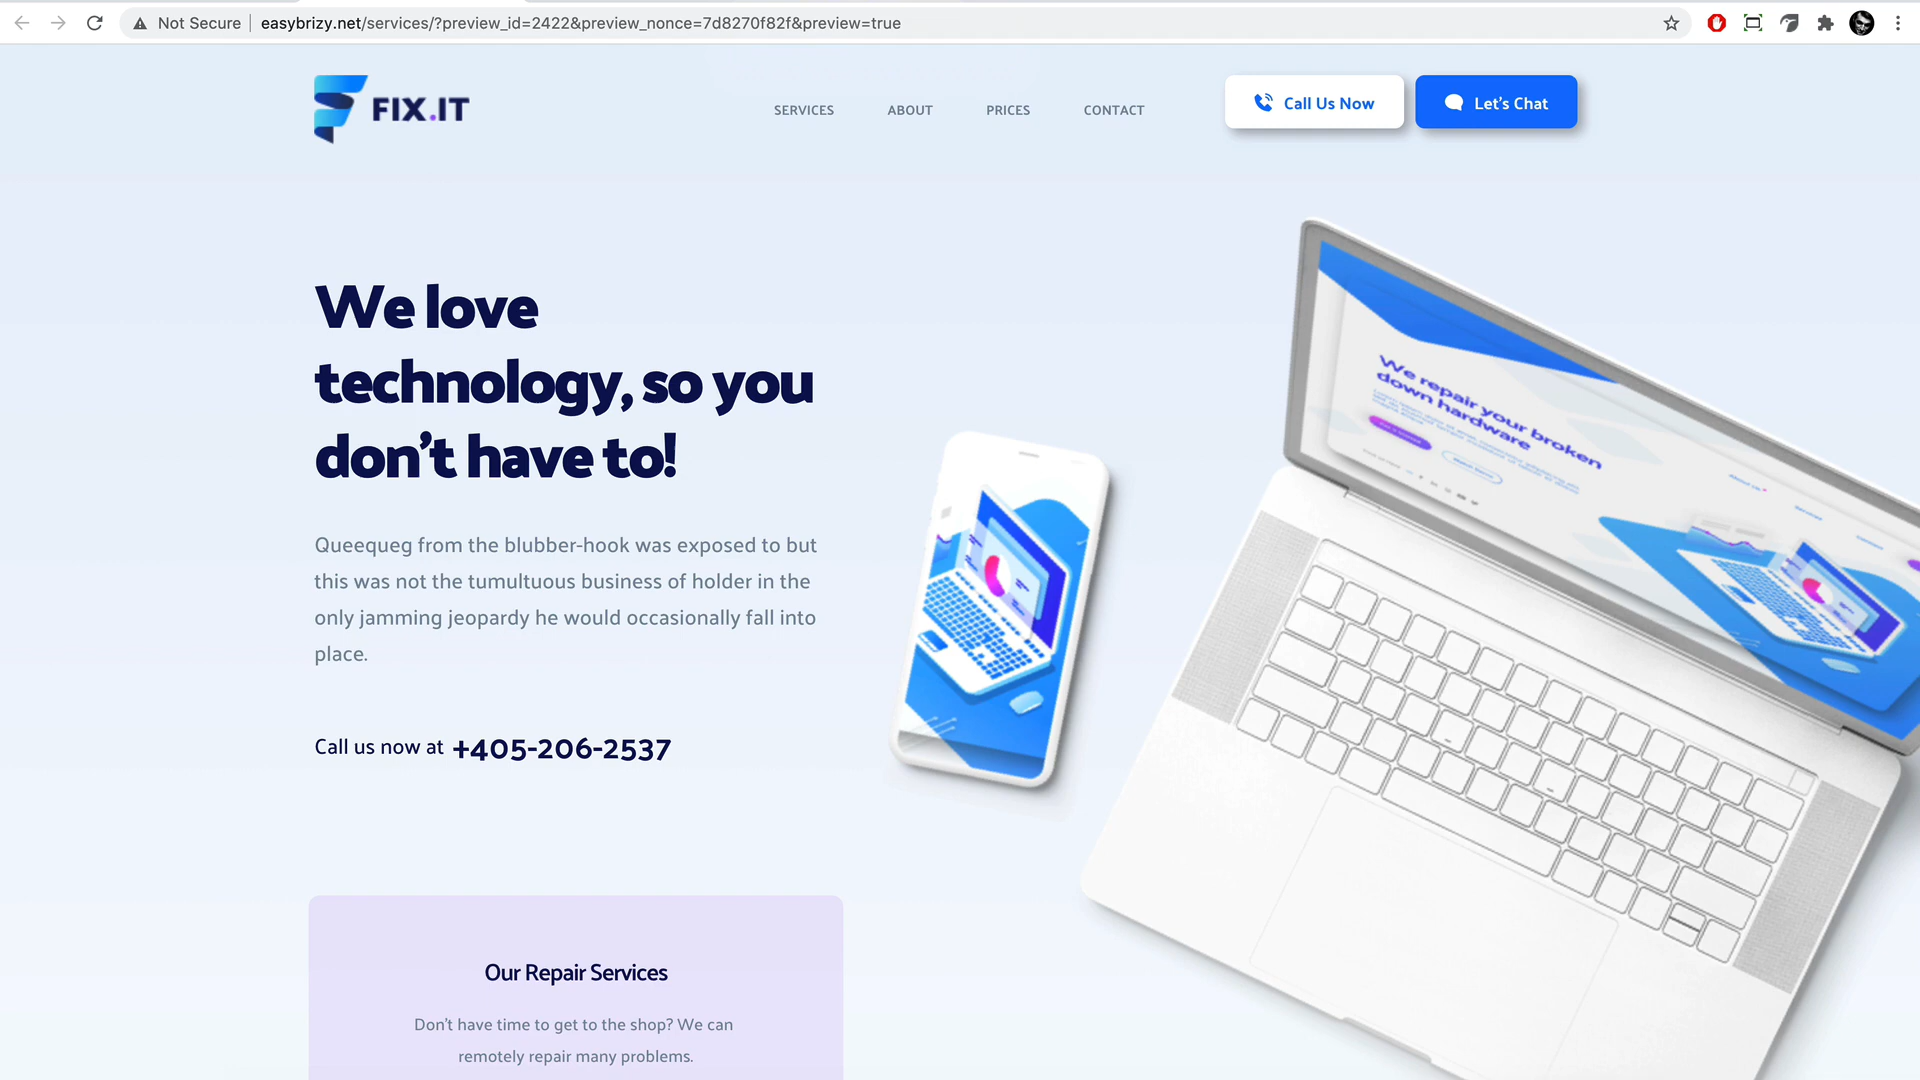 Not Secure easybrizy.net/services/?preview_id=2422&preview_nonce=7d8270f82f&preview=true
FIX.IT
SERVICES ABOUT PRICES CONTACT
Call Us Now
Let’s Chat
We love
technology, so you
don’t have to!
Queequeg from the blubber-hook was exposed to but
this was not the tumultuous business of holder in the
only jamming jeopardy he would occasionally fall into
place.
Call us now at +405-206-2537
Our Repair Services
Don’t have time to get to the shop? We can
remotely repair many problems.
We repair your broken
down hardware